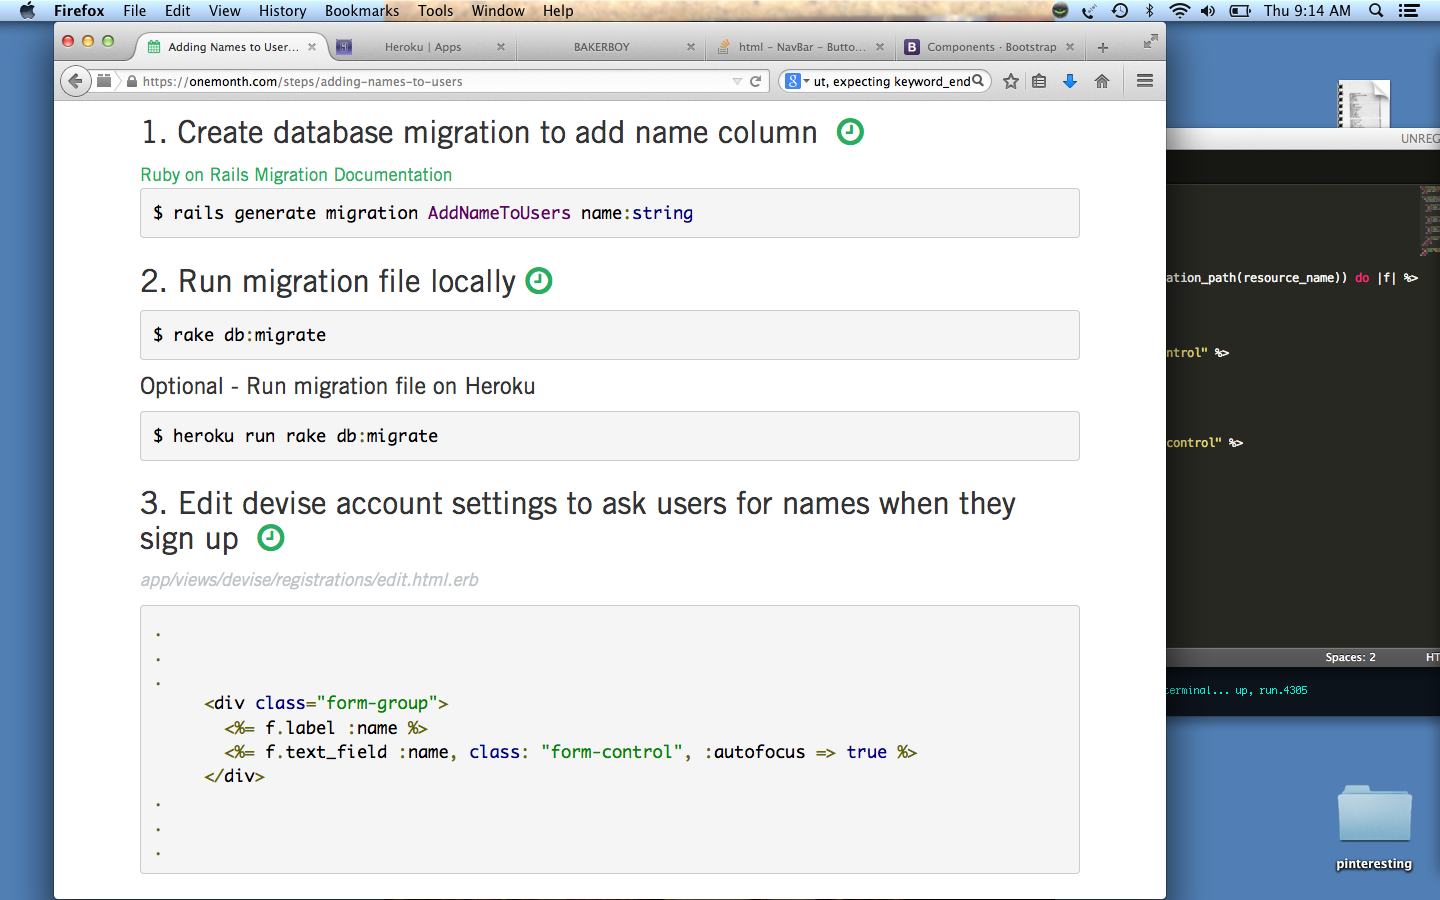 Firefox File Edit View History Bookmarks Tools Window Help Thu 9:14 AM
Adding Names to User... Heroku | Apps BAKERBOY html - NavBar - Butto... Components · Bootstrap
https://onemonth.com/steps/adding-names-to-users ut, expecting keyword_end
UNREG
1. Create database migration to add name column
Ruby on Rails Migration Documentation
$ rails generate migration AddNameToUsers name:string
2. Run migration file locally
ation_path(resource_name)) do |f| %>
$ rake db:migrate
ntrol" %>
Optional - Run migration file on Heroku
$ heroku run rake db:migrate
control" %>
3. Edit devise account settings to ask users for names when they
sign up
app/views/devise/registrations/edit.html.erb
.
.
Spaces: 2 HT
.
erminal... up, run.4305
<div class="form-group">
<%= f.label :name %>
<%= f.text_field :name, class: "form-control", :autofocus => true %>
</div>
.
.
.
pinteresting